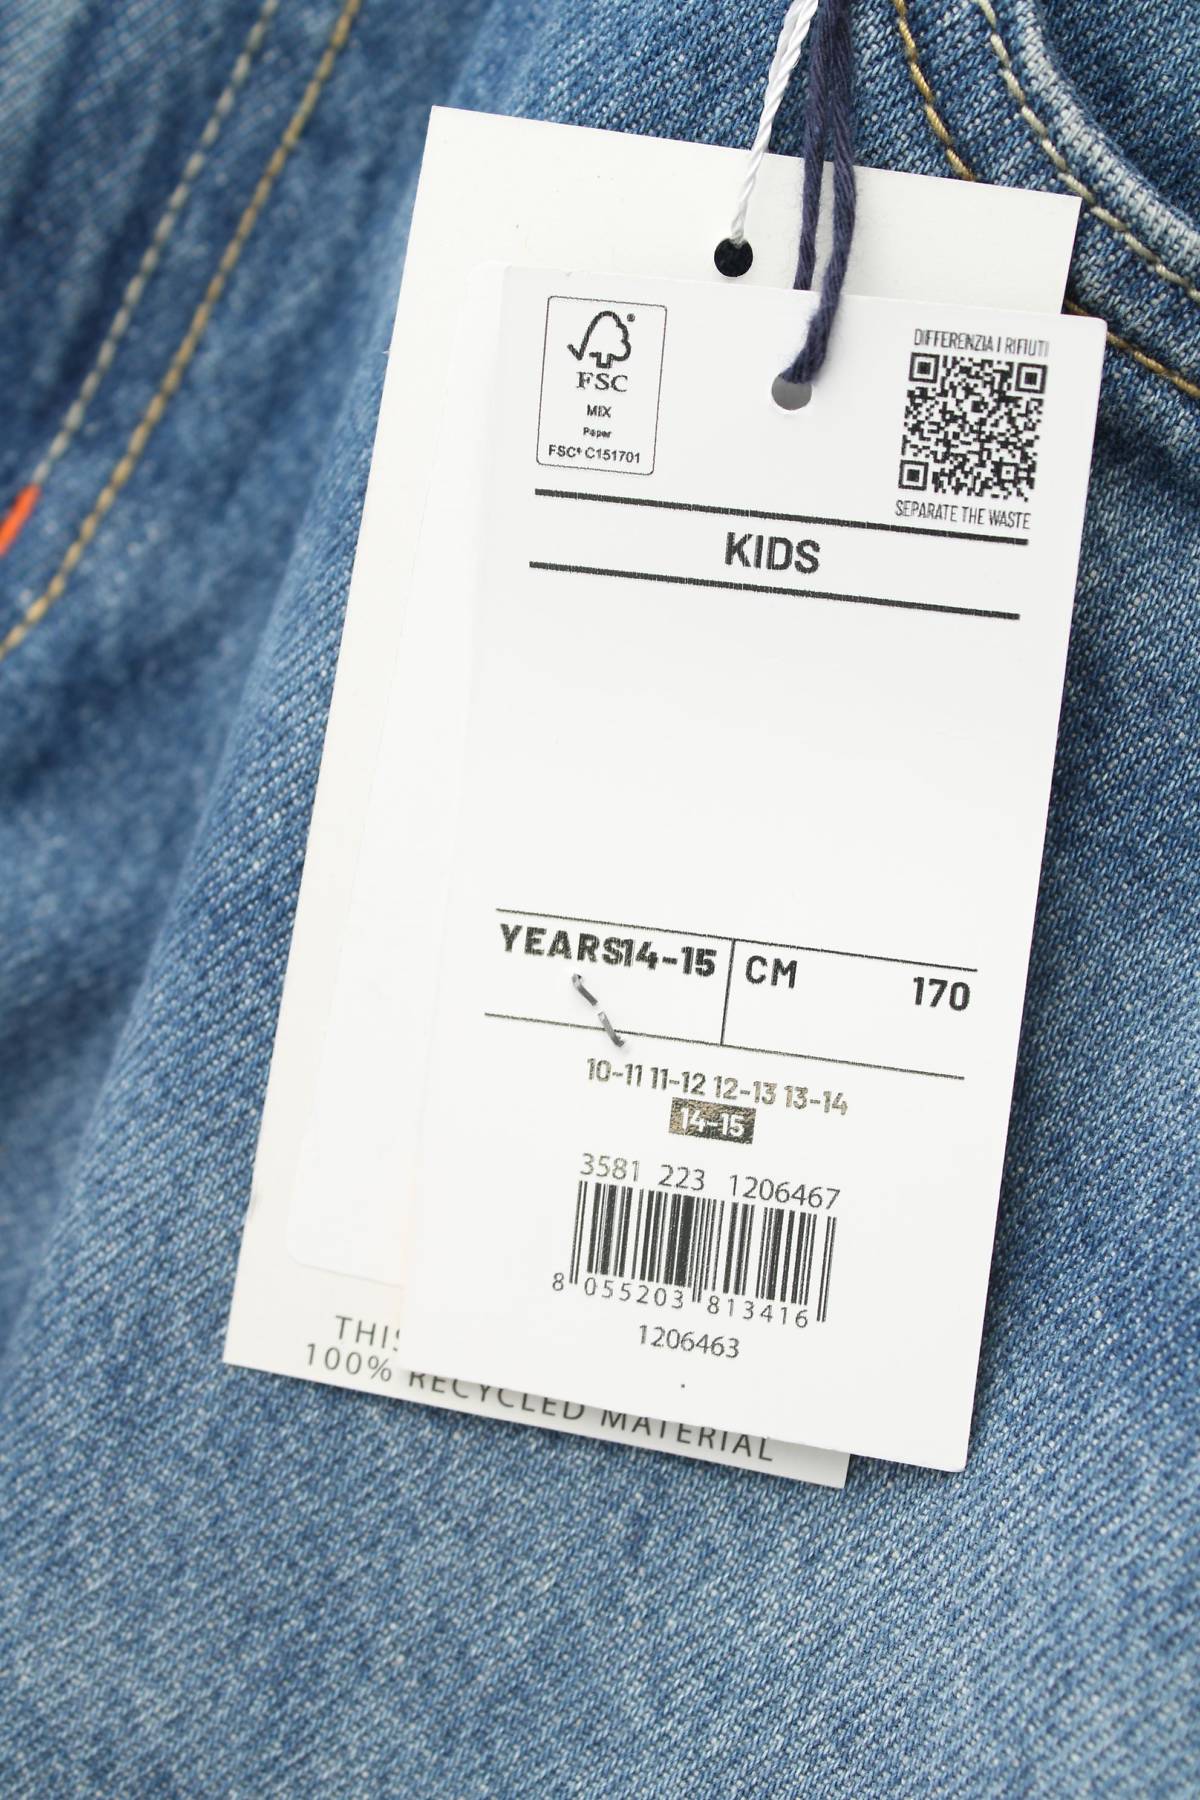 FSC®
MIX
Paper
FSC® C151701
DIFFERENZIA I RIFIUTI
SEPARATE THE WASTE
KIDS
YEARS14-15 CM 170
10-11 11-12 12-13 13-14
14-15
3581 223 1206467
8 055203 813416
1206463
THIS
100% RECYCLED MATERIAL